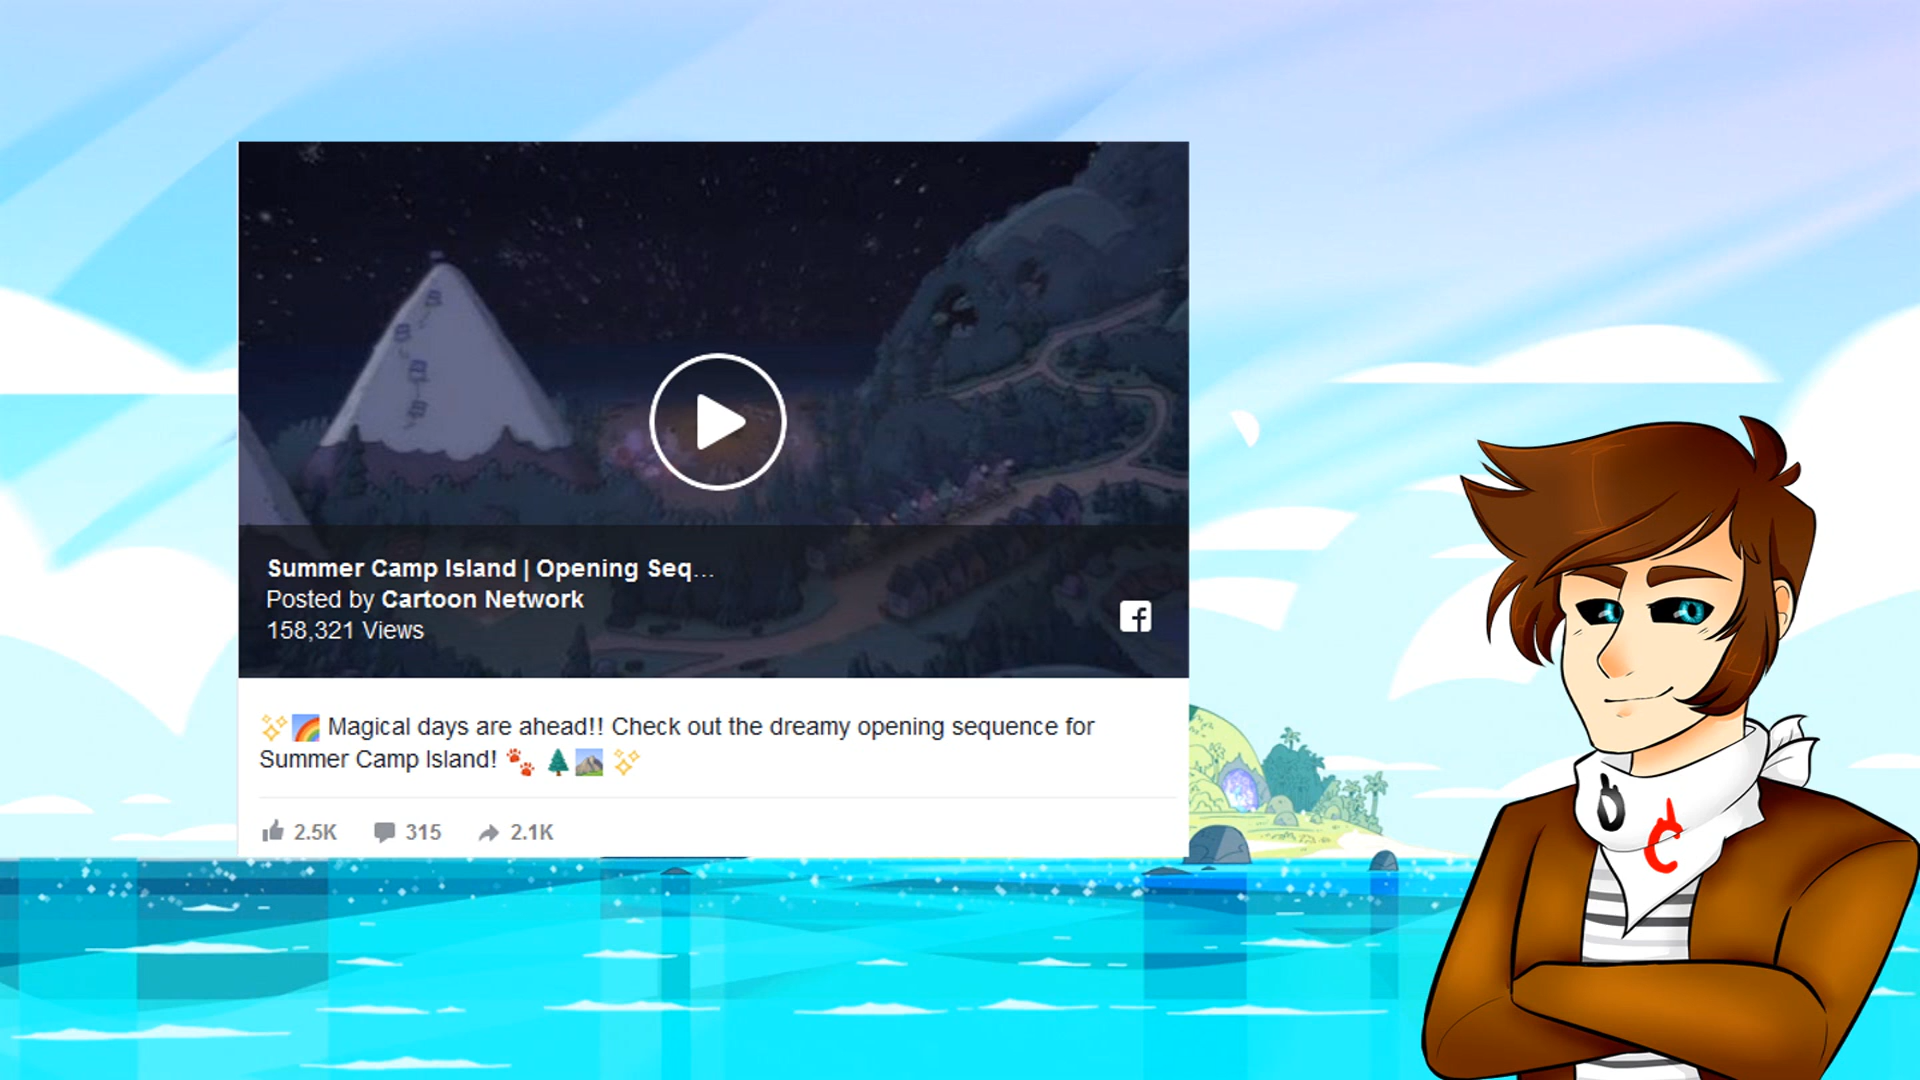 Summer Camp Island | Opening Seq...
Posted by Cartoon Network
158,321 Views
✨🌈 Magical days are ahead!! Check out the dreamy opening sequence for
Summer Camp Island! 🐾 🌲⛰️ ✨
2.5K 315 2.1K